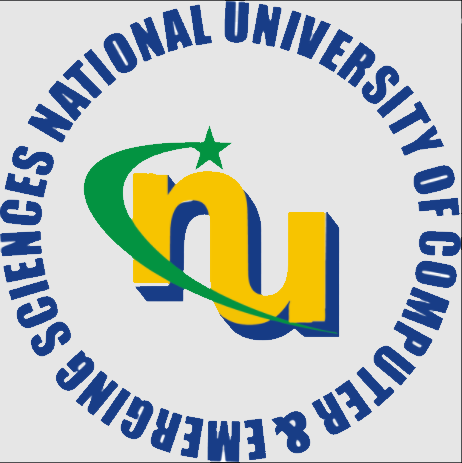 NATIONAL UNIVERSITY OF COMPUTER & EMERGING SCIENCES
nu